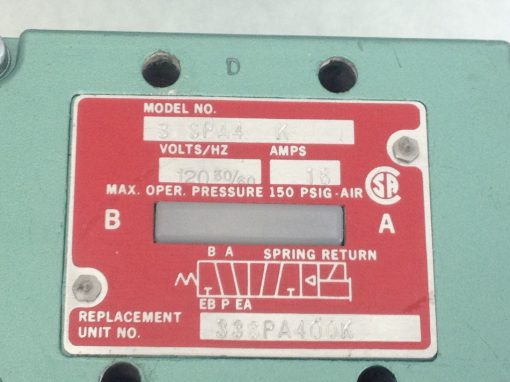 D
MODEL NO.
3 SPA4 K
VOLTS/HZ AMPS
120 50/60
MAX. OPER. PRESSURE 150 PSIG-AIR SA
B A
B A SPRING RETURN
EB P EA
REPLACEMENT
UNIT NO. 333PA400K